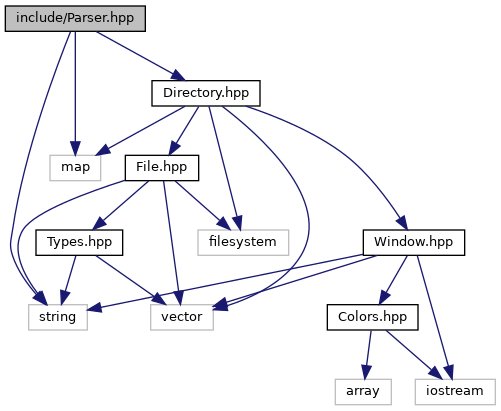 include/Parser.hpp
Directory.hpp
map
File.hpp
Types.hpp
filesystem
Window.hpp
string
vector
Colors.hpp
array
iostream